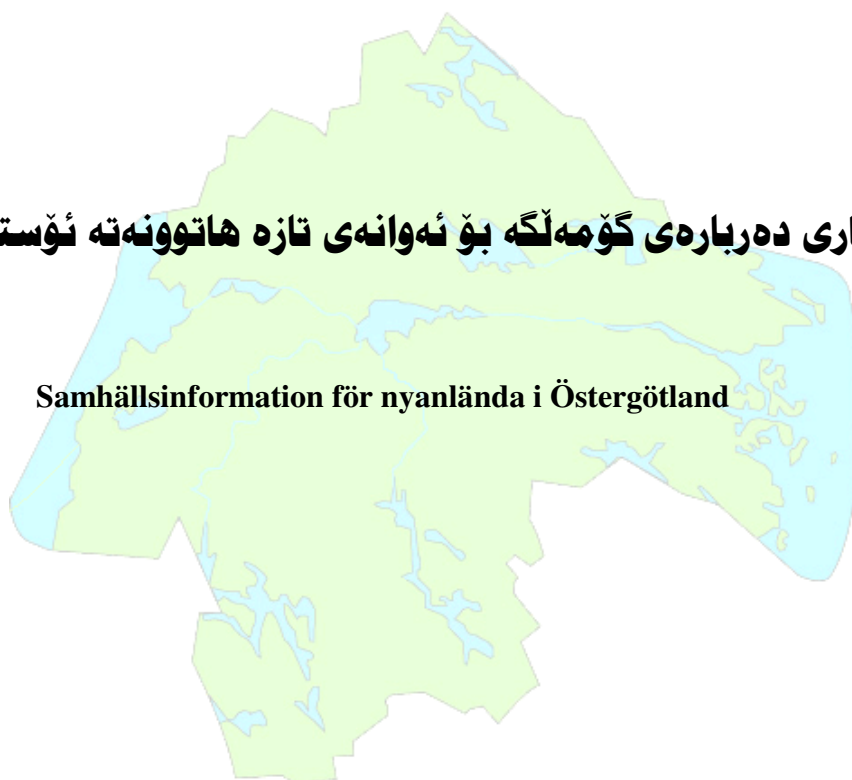 دەربارەی گۆمەڵگە بۆ ئەوانەی تازە هاتوونەتە
Samhällsinformation för nyanlända i Östergötland